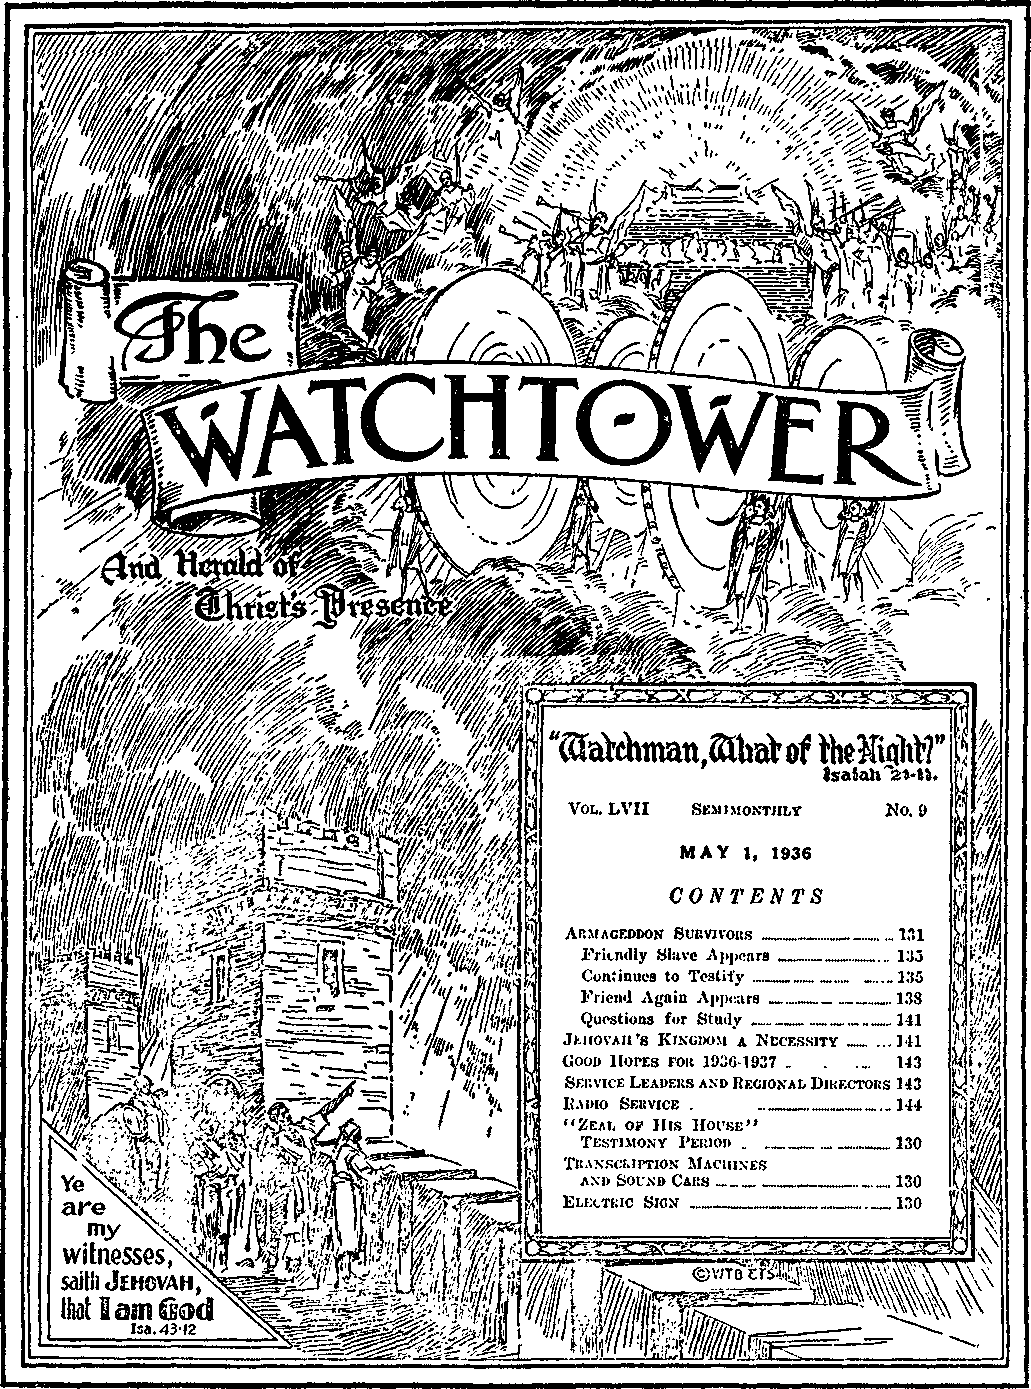 The
WATCHTOWER
And Herald of
Christ's Presence
"Watchman, What of the Night?"
Isaiah 21-11.
VOL. LVII SEMIMONTHLY No. 9
MAY 1, 1936
CONTENTS
ARMAGEDDON SURVIVORS 131
Friendly Slave Appears 135
Continues to Testify 135
Friend Again Appears 138
Questions for Study 141
JEHOVAH'S KINGDOM A NECESSITY 141
GOOD HOPES FOR 1936-1937 143
SERVICE LEADERS AND REGIONAL DIRECTORS 143
RADIO SERVICE 144
"ZEAL OF HIS HOUSE"
TESTIMONY PERIOD 130
TRANSCRIPTION MACHINES
AND SOUND CARS 130
ELECTRIC SIGN 130
Ye
are
my
witnesses,
saith JEHOVAH,
that I am God
Isa. 43-12
©WTB &TS